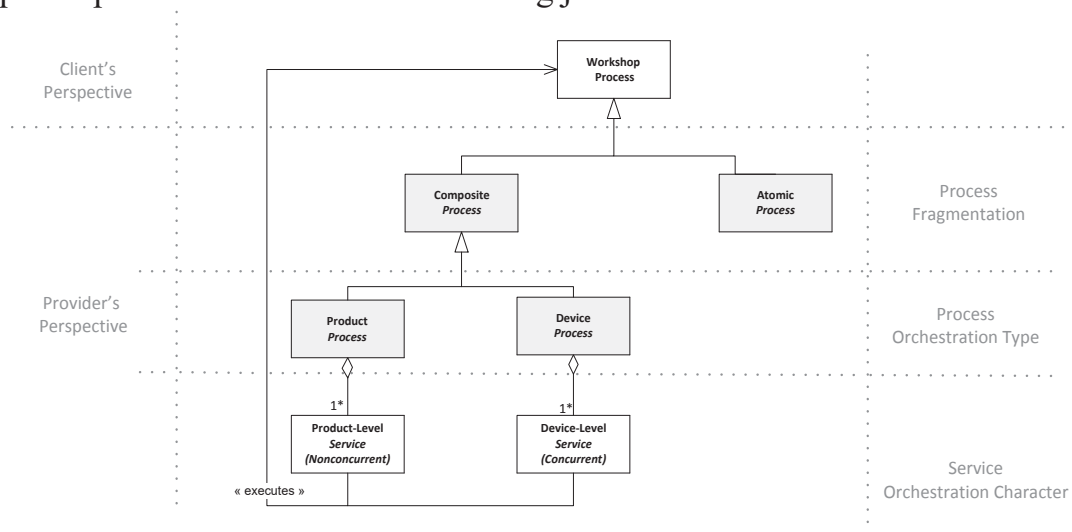 Client's
Perspective
Workshop
Process
Composite
Process
Atomic
Process
Process
Fragmentation
Provider's
Perspective
Product
Process
Device
Process
Process
Orchestration Type
1*
1*
Product-Level
Service
(Nonconcurrent)
Device-Level
Service
(Concurrent)
Service
Orchestration Character
« executes »